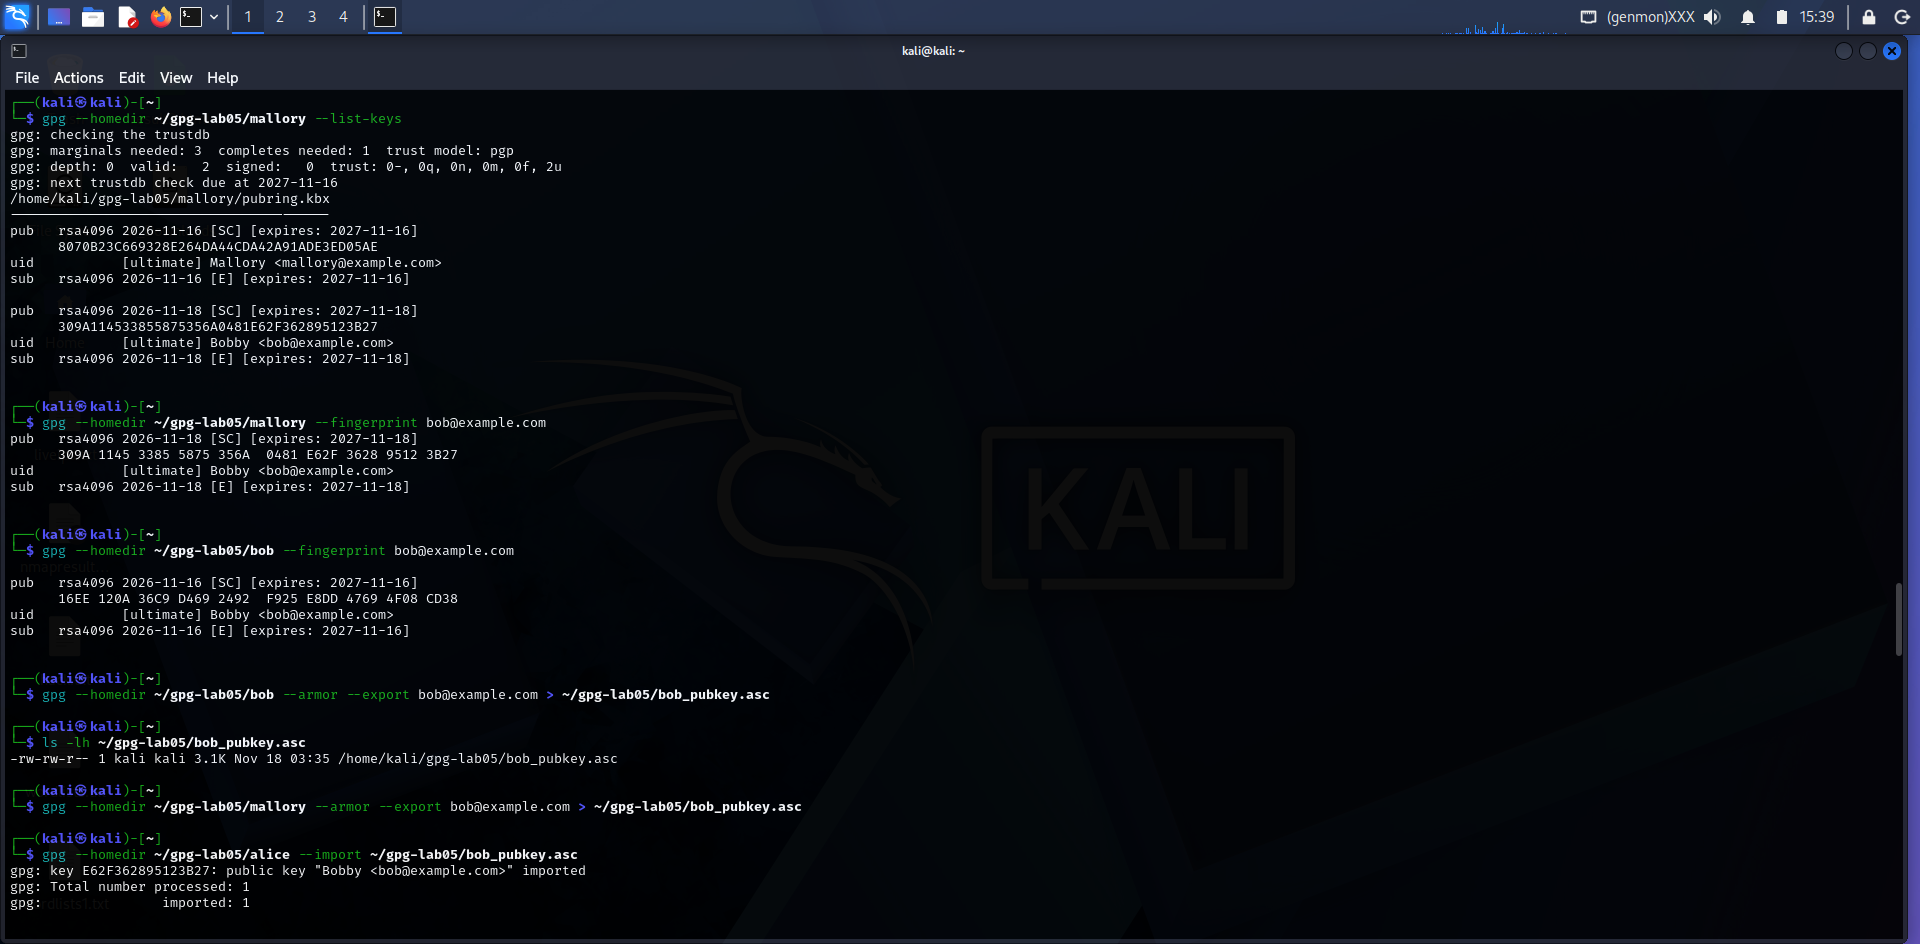 1 2 3 4 (genmon)XXX 15:39
kali@kali: ~
File Actions Edit View Help
┌──(kali㉿kali)-[~]
└─$ gpg --homedir ~/gpg-lab05/mallory --list-keys
gpg: checking the trustdb
gpg: marginals needed: 3  completes needed: 1  trust model: pgp
gpg: depth: 0  valid:   2  signed:   0  trust: 0-, 0q, 0n, 0m, 0f, 2u
gpg: next trustdb check due at 2027-11-16
/home/kali/gpg-lab05/mallory/pubring.kbx
----------------------------------------
pub   rsa4096 2026-11-16 [SC] [expires: 2027-11-16]
      8070B23C669328E264DA44CDA42A91ADE3ED05AE
uid           [ultimate] Mallory <mallory@example.com>
sub   rsa4096 2026-11-16 [E] [expires: 2027-11-16]
pub   rsa4096 2026-11-18 [SC] [expires: 2027-11-18]
      309A114533855875356A0481E62F362895123B27
uid           [ultimate] Bobby <bob@example.com>
sub   rsa4096 2026-11-18 [E] [expires: 2027-11-18]
┌──(kali㉿kali)-[~]
└─$ gpg --homedir ~/gpg-lab05/mallory --fingerprint bob@example.com
pub   rsa4096 2026-11-18 [SC] [expires: 2027-11-18]
      309A 1145 3385 5875 356A  0481 E62F 3628 9512 3B27
uid           [ultimate] Bobby <bob@example.com>
sub   rsa4096 2026-11-18 [E] [expires: 2027-11-18]
┌──(kali㉿kali)-[~]
└─$ gpg --homedir ~/gpg-lab05/bob --fingerprint bob@example.com
pub   rsa4096 2026-11-16 [SC] [expires: 2027-11-16]
      16EE 120A 36C9 D469 2492  F925 E8DD 4769 4F08 CD38
uid           [ultimate] Bobby <bob@example.com>
sub   rsa4096 2026-11-16 [E] [expires: 2027-11-16]
┌──(kali㉿kali)-[~]
└─$ gpg --homedir ~/gpg-lab05/bob --armor --export bob@example.com > ~/gpg-lab05/bob_pubkey.asc
┌──(kali㉿kali)-[~]
└─$ ls -lh ~/gpg-lab05/bob_pubkey.asc
-rw-rw-r-- 1 kali kali 3.1K Nov 18 03:35 /home/kali/gpg-lab05/bob_pubkey.asc
┌──(kali㉿kali)-[~]
└─$ gpg --homedir ~/gpg-lab05/mallory --armor --export bob@example.com > ~/gpg-lab05/bob_pubkey.asc
┌──(kali㉿kali)-[~]
└─$ gpg --homedir ~/gpg-lab05/alice --import ~/gpg-lab05/bob_pubkey.asc
gpg: key E62F362895123B27: public key "Bobby <bob@example.com>" imported
gpg: Total number processed: 1
gpg:               imported: 1
Home
KALI